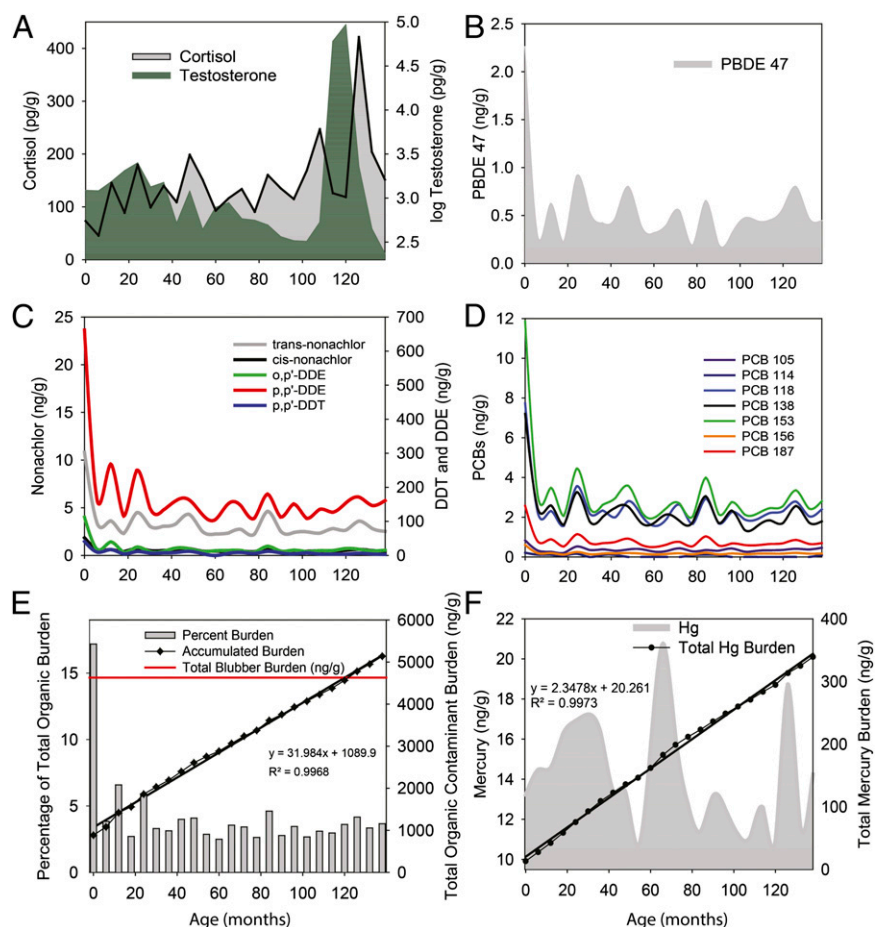 A
B
Cortisol
Testosterone
PBDE 47
Cortisol (pg/g)
log Testosterone (pg/g)
PBDE 47 (ng/g)
400
300
200
100
0
5.0
4.5
4.0
3.5
3.0
2.5
2.5
2.0
1.5
1.0
0.5
0.0
0 20 40 60 80 100 120
0 20 40 60 80 100 120
C
D
trans-nonachlor
cis-nonachlor
o,p'-DDE
p,p'-DDE
p,p'-DDT
Nonachlor (ng/g)
DDT and DDE (ng/g)
25
20
15
10
5
0
700
600
500
400
300
200
100
0
0 20 40 60 80 100 120
PCB 105
PCB 114
PCB 118
PCB 138
PCB 153
PCB 156
PCB 187
PCBs (ng/g)
12
10
8
6
4
2
0
0 20 40 60 80 100 120
E
F
Percent Burden
Accumulated Burden
Total Blubber Burden (ng/g)
y = 31.984x + 1089.9
R² = 0.9968
Percentage of Total Organic Burden
Total Organic Contaminant Burden (ng/g)
15
10
5
0
6000
5000
4000
3000
2000
1000
0
0 20 40 60 80 100 120
Age (months)
Hg
Total Hg Burden
y = 2.3478x + 20.261
R² = 0.9973
Mercury (ng/g)
Total Mercury Burden (ng/g)
22
20
18
16
14
12
10
400
300
200
100
0
0 20 40 60 80 100 120
Age (months)